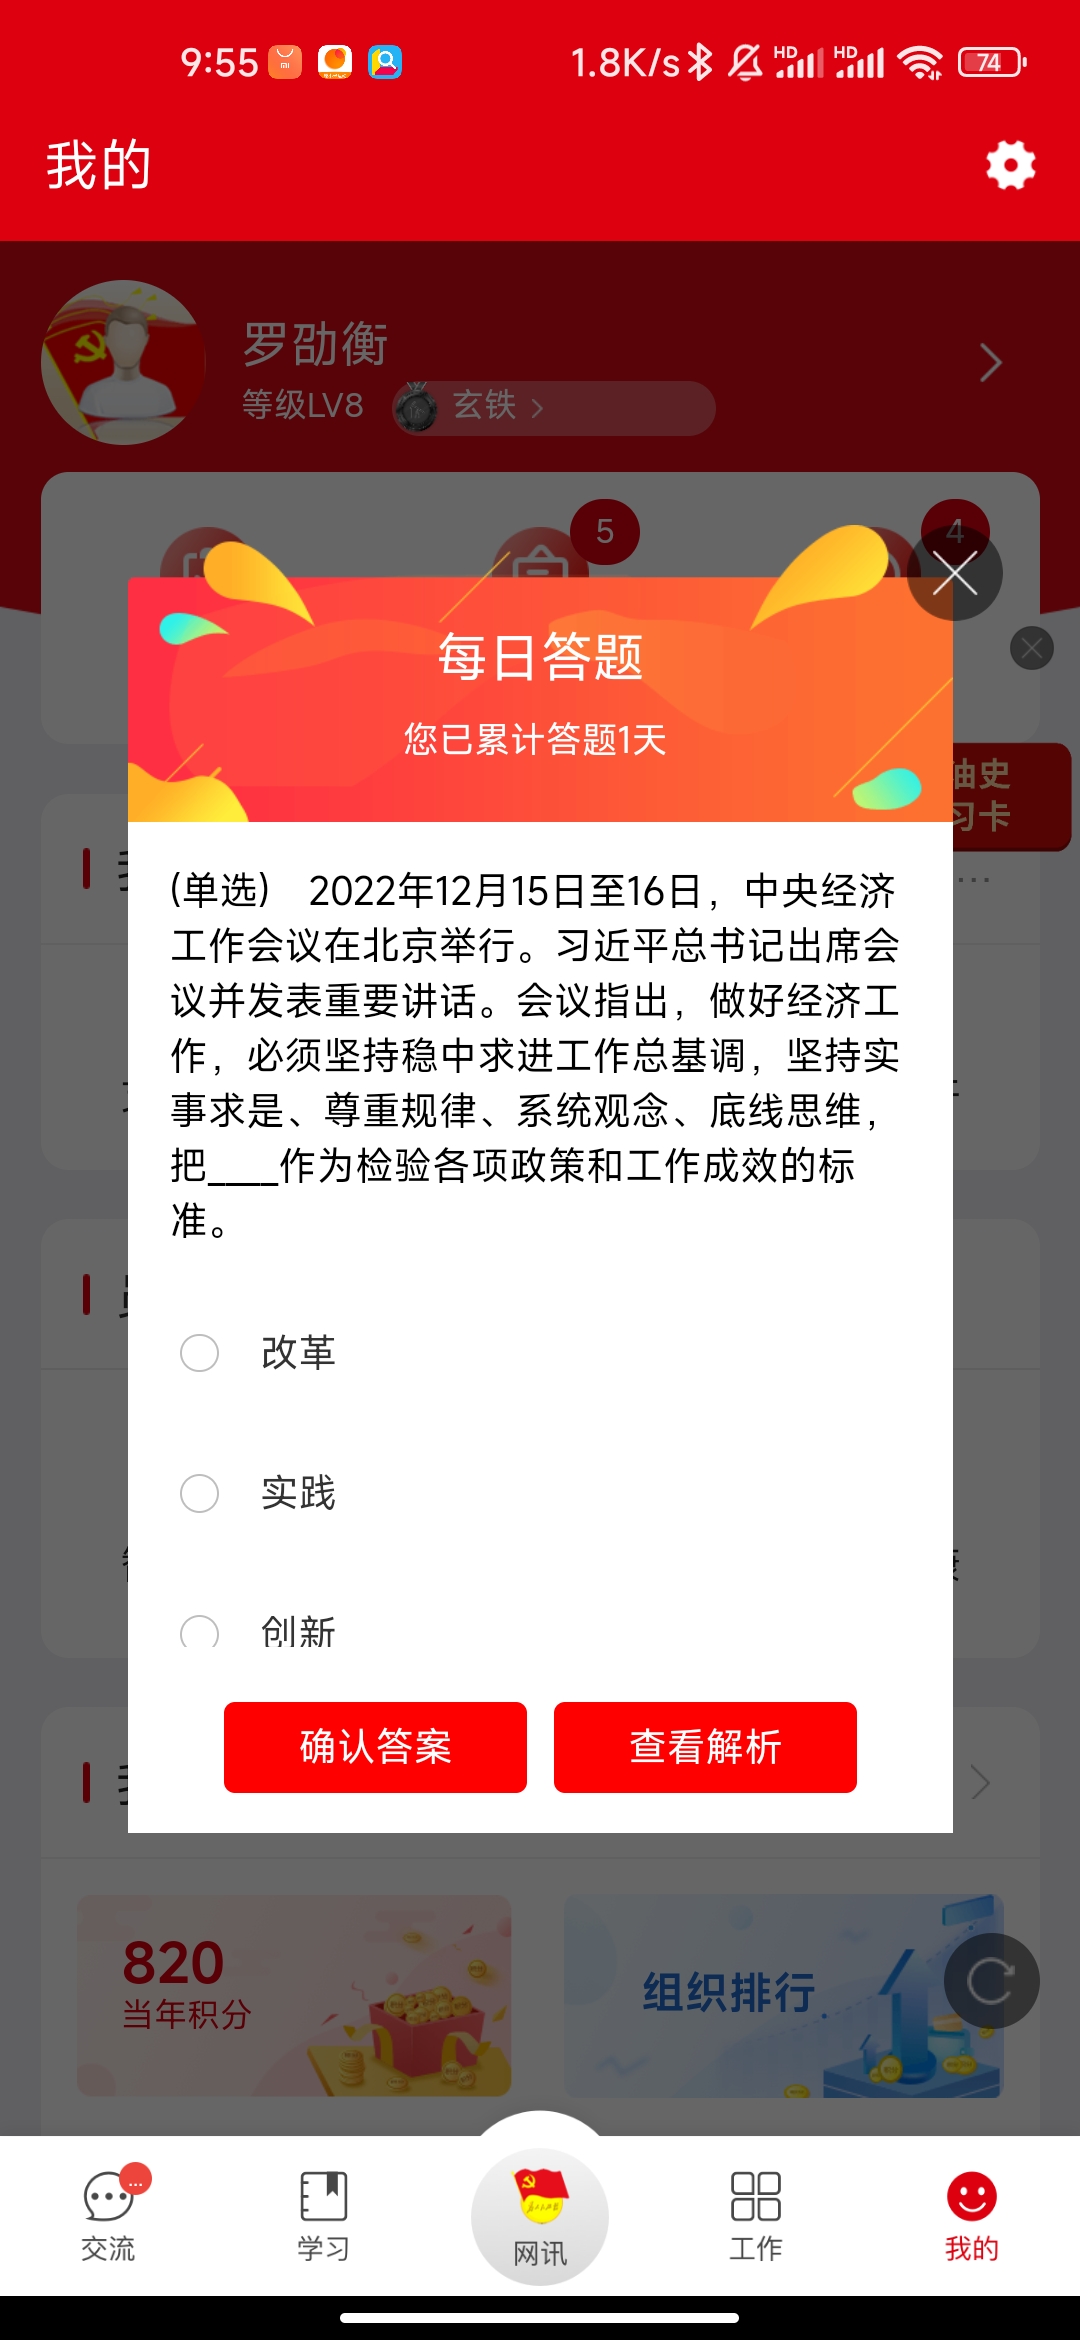 9:55
1.8K/s HD HD 74
我的
罗劭衡
等级LV8 玄铁
5
4
每日答题
您已累计答题1天
油史
习卡
(单选) 2022年12月15日至16日，中央经济
工作会议在北京举行。习近平总书记出席会
议并发表重要讲话。会议指出，做好经济工
作，必须坚持稳中求进工作总基调，坚持实
事求是、尊重规律、系统观念、底线思维，
把____作为检验各项政策和工作成效的标
准。
改革
实践
创新
确认答案 查看解析
820
当年积分
组织排行
交流 学习 网讯 工作 我的